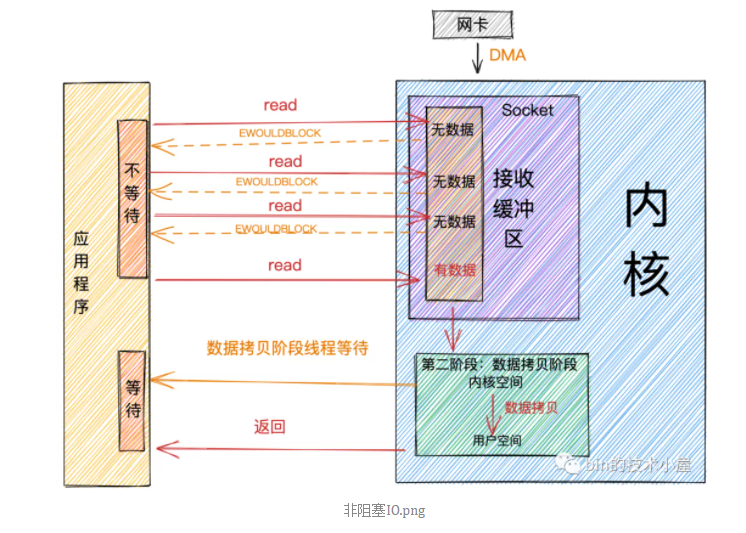 网卡
DMA
Socket
read
无数据
EWOULDBLOCK
read
无数据
EWOULDBLOCK
read
无数据
EWOULDBLOCK
read
有数据
接收
缓冲
区
内
核
不
等
待
应
用
程
序
数据拷贝阶段线程等待
第二阶段：数据拷贝阶段
内核空间
数据拷贝
用户空间
等
待
返回
bin的技术小屋
非阻塞IO.png